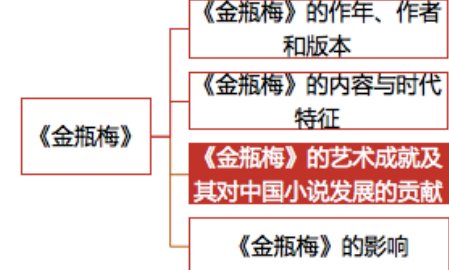 《金瓶梅》的作年、作者
和版本
《金瓶梅》的内容与时代
特征
《金瓶梅》
《金瓶梅》的艺术成就及
其对中国小说发展的贡献
《金瓶梅》的影响